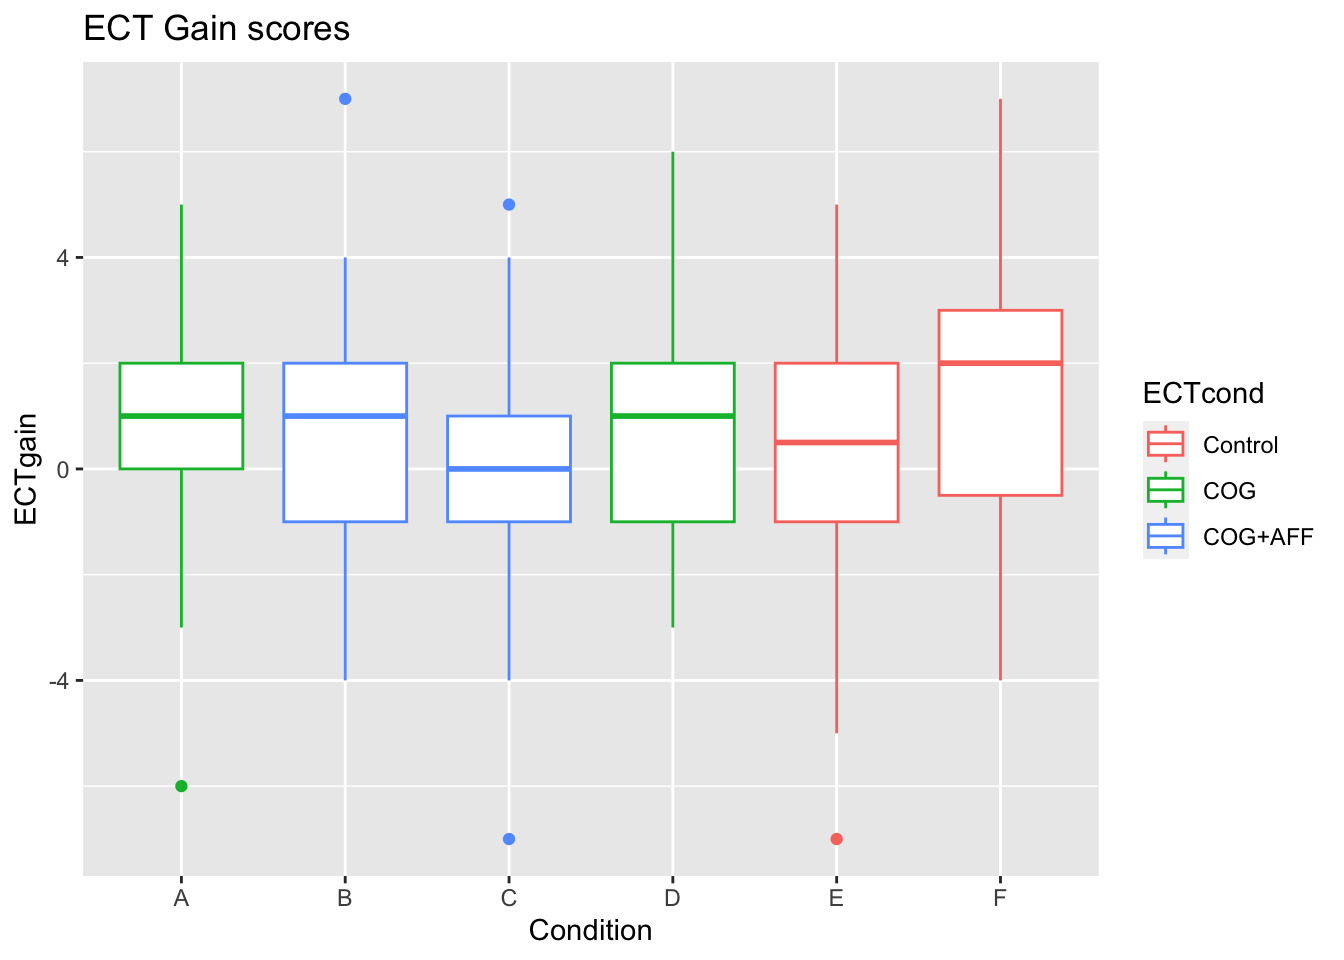 ECT Gain scores
ECTgain
4
0
-4
A B C D E F
Condition
ECTcond
Control
COG
COG+AFF